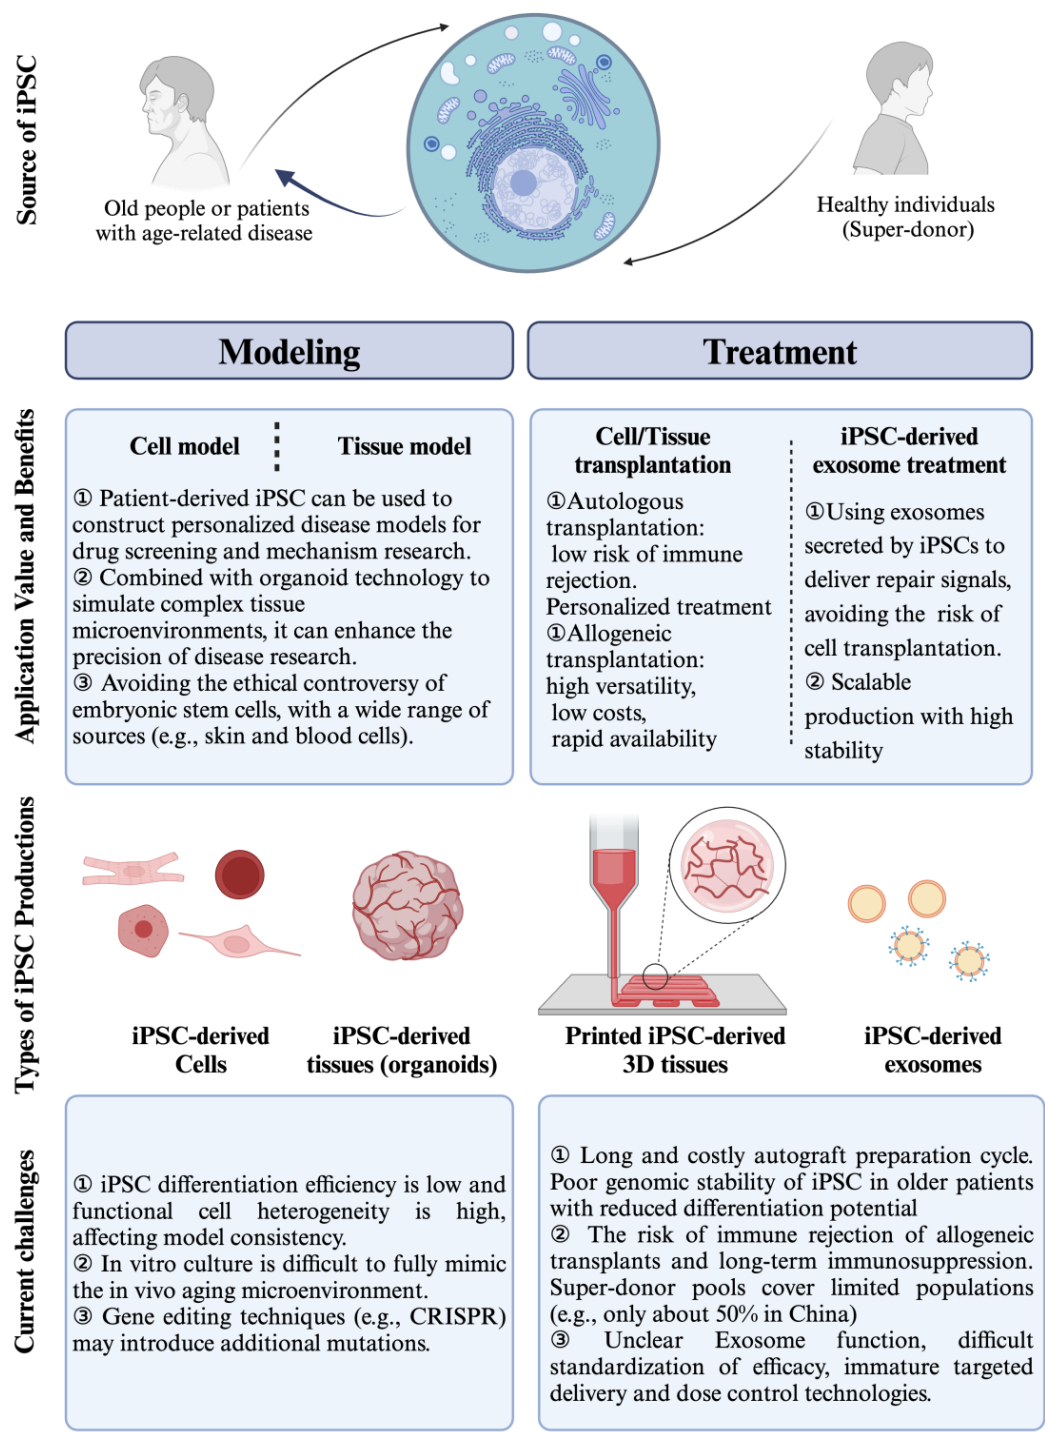 Source of iPSC
Old people or patients
with age-related disease
Healthy individuals
(Super-donor)
Modeling
Treatment
Application Value and Benefits
Cell model
Tissue model
① Patient-derived iPSC can be used to
construct personalized disease models for
drug screening and mechanism research.
② Combined with organoid technology to
simulate complex tissue
microenvironments, it can enhance the
precision of disease research.
③ Avoiding the ethical controversy of
embryonic stem cells, with a wide range of
sources (e.g., skin and blood cells).
Cell/Tissue
transplantation
①Autologous
transplantation:
low risk of immune
rejection.
Personalized treatment
①Allogeneic
transplantation:
high versatility,
low costs,
rapid availability
iPSC-derived
exosome treatment
①Using exosomes
secreted by iPSCs to
deliver repair signals,
avoiding the risk of
cell transplantation.
② Scalable
production with high
stability
Types of iPSC Productions
iPSC-derived
Cells
iPSC-derived
tissues (organoids)
Printed iPSC-derived
3D tissues
iPSC-derived
exosomes
Current challenges
① iPSC differentiation efficiency is low and
functional cell heterogeneity is high,
affecting model consistency.
② In vitro culture is difficult to fully mimic
the in vivo aging microenvironment.
③ Gene editing techniques (e.g., CRISPR)
may introduce additional mutations.
① Long and costly autograft preparation cycle.
Poor genomic stability of iPSC in older patients
with reduced differentiation potential
② The risk of immune rejection of allogeneic
transplants and long-term immunosuppression.
Super-donor pools cover limited populations
(e.g., only about 50% in China)
③ Unclear Exosome function, difficult
standardization of efficacy, immature targeted
delivery and dose control technologies.